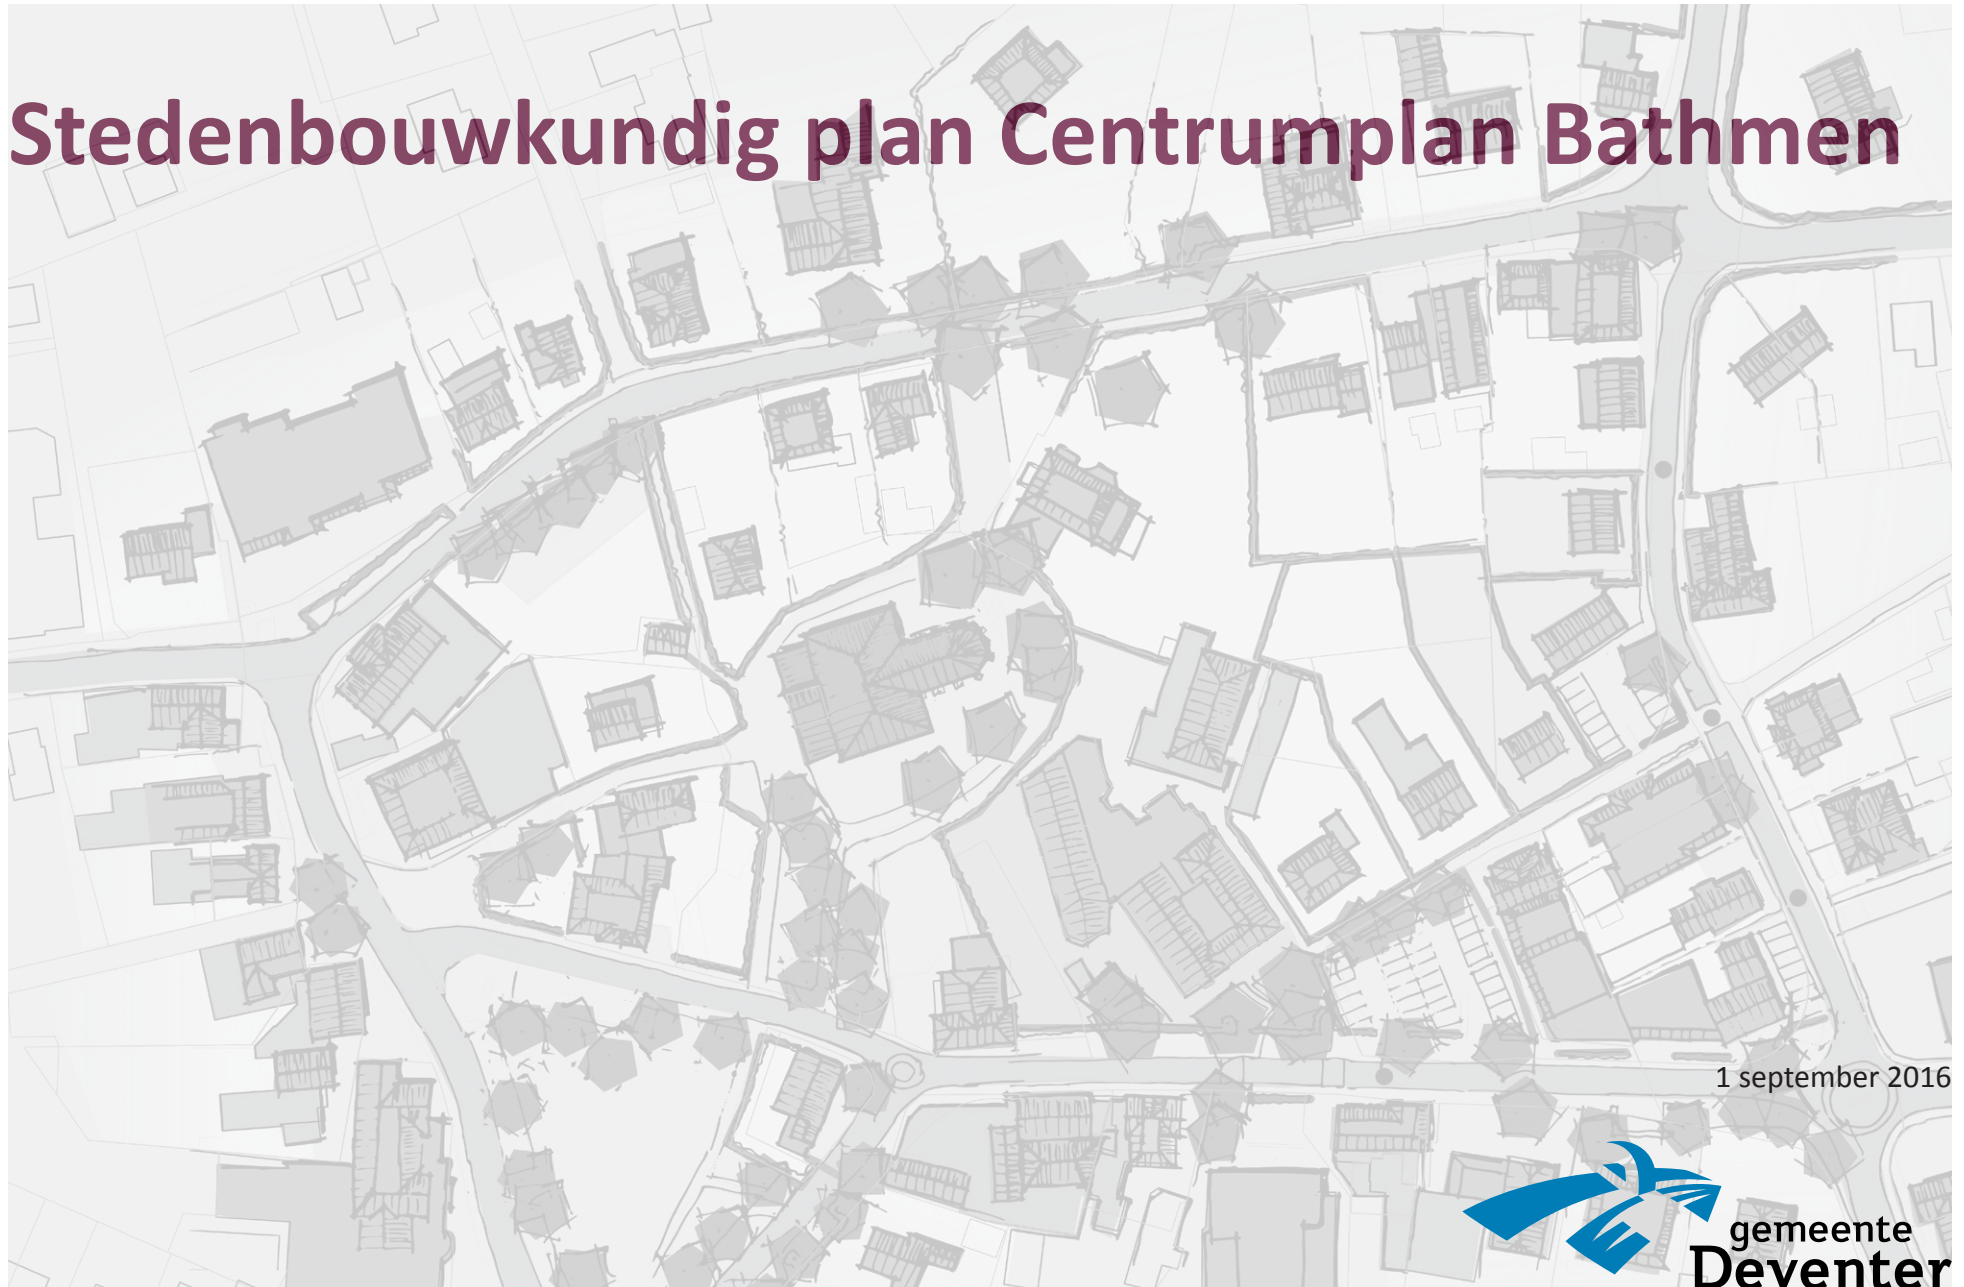 Stedenbouwkundig plan Centrumplan Bathmen
1 september 2016
gemeente
Deventer